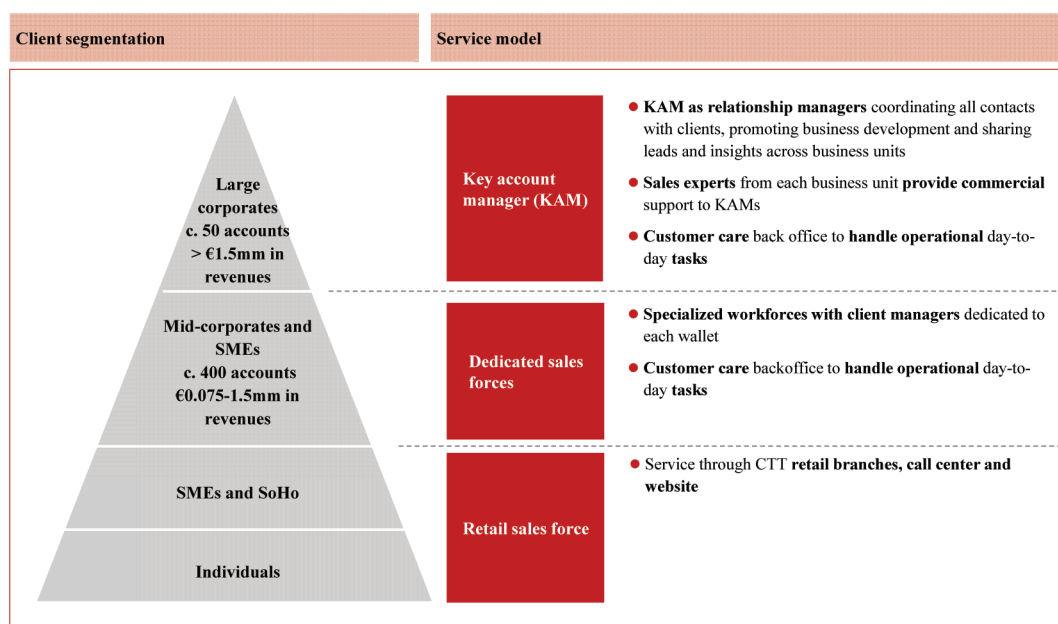 Client segmentation
Service model
Large
corporates
c. 50 accounts
> €1.5mm in
revenues
Key account
manager (KAM)
● KAM as relationship managers coordinating all contacts
with clients, promoting business development and sharing
leads and insights across business units
● Sales experts from each business unit provide commercial
support to KAMs
● Customer care back office to handle operational day-to-
day tasks
Mid-corporates and
SMEs
c. 400 accounts
€0.075-1.5mm in
revenues
Dedicated sales
forces
● Specialized workforces with client managers dedicated to
each wallet
● Customer care backoffice to handle operational day-to-
day tasks
SMEs and SoHo
Individuals
Retail sales force
● Service through CTT retail branches, call center and
website